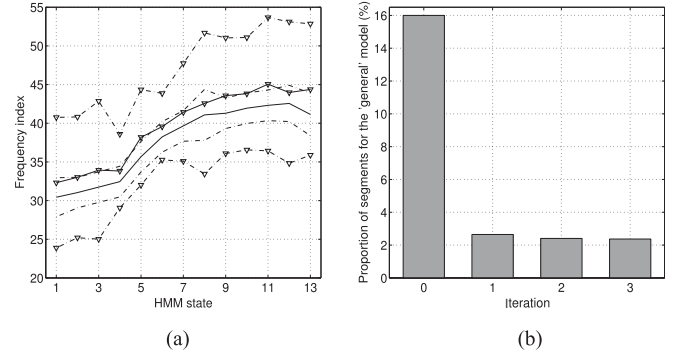 55
50
45
40
35
30
25
20
Frequency index
1 3 5 7 9 11 13
HMM state
(a)
16
14
12
10
8
6
4
2
0
Proportion of segments for the 'general' model (%)
0 1 2 3
Iteration
(b)